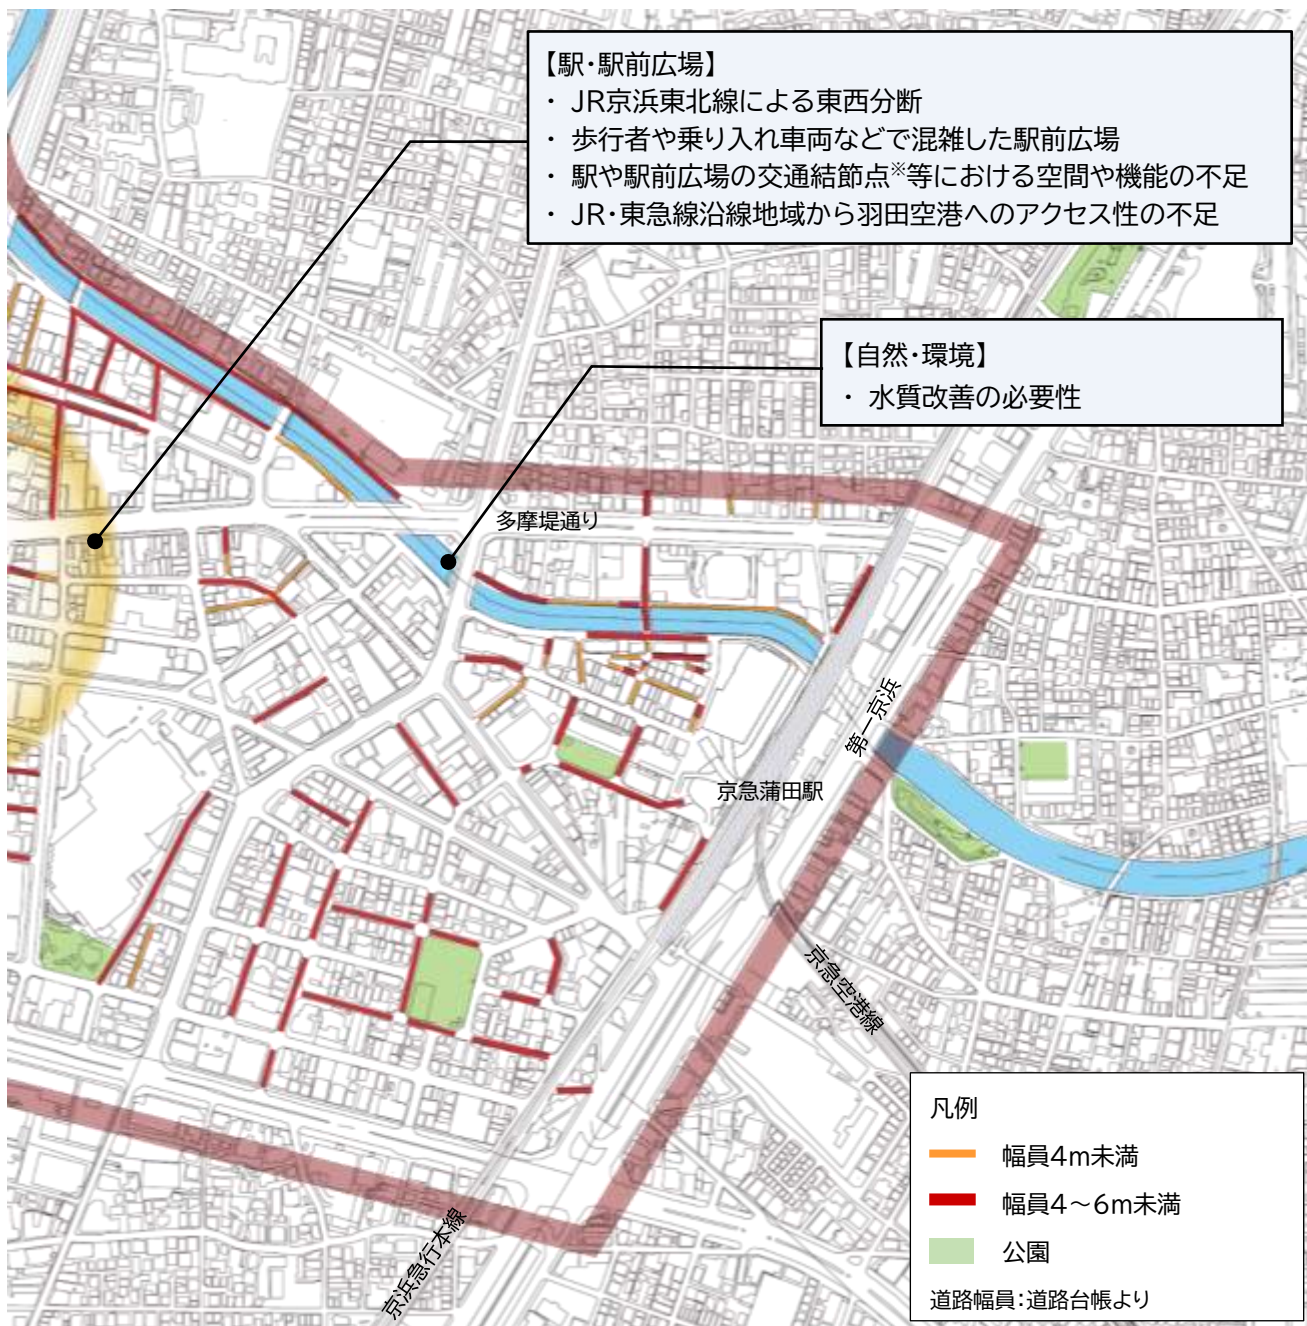 【駅・駅前広場】
・ JR京浜東北線による東西分断
・ 歩行者や乗り入れ車両などで混雑した駅前広場
・ 駅や駅前広場の交通結節点※等における空間や機能の不足
・ JR・東急線沿線地域から羽田空港へのアクセス性の不足
【自然・環境】
・ 水質改善の必要性
多摩堤通り
第一京浜
京急蒲田駅
京急空港線
京浜急行本線
凡例
幅員4m未満
幅員4～6m未満
公園
道路幅員：道路台帳より